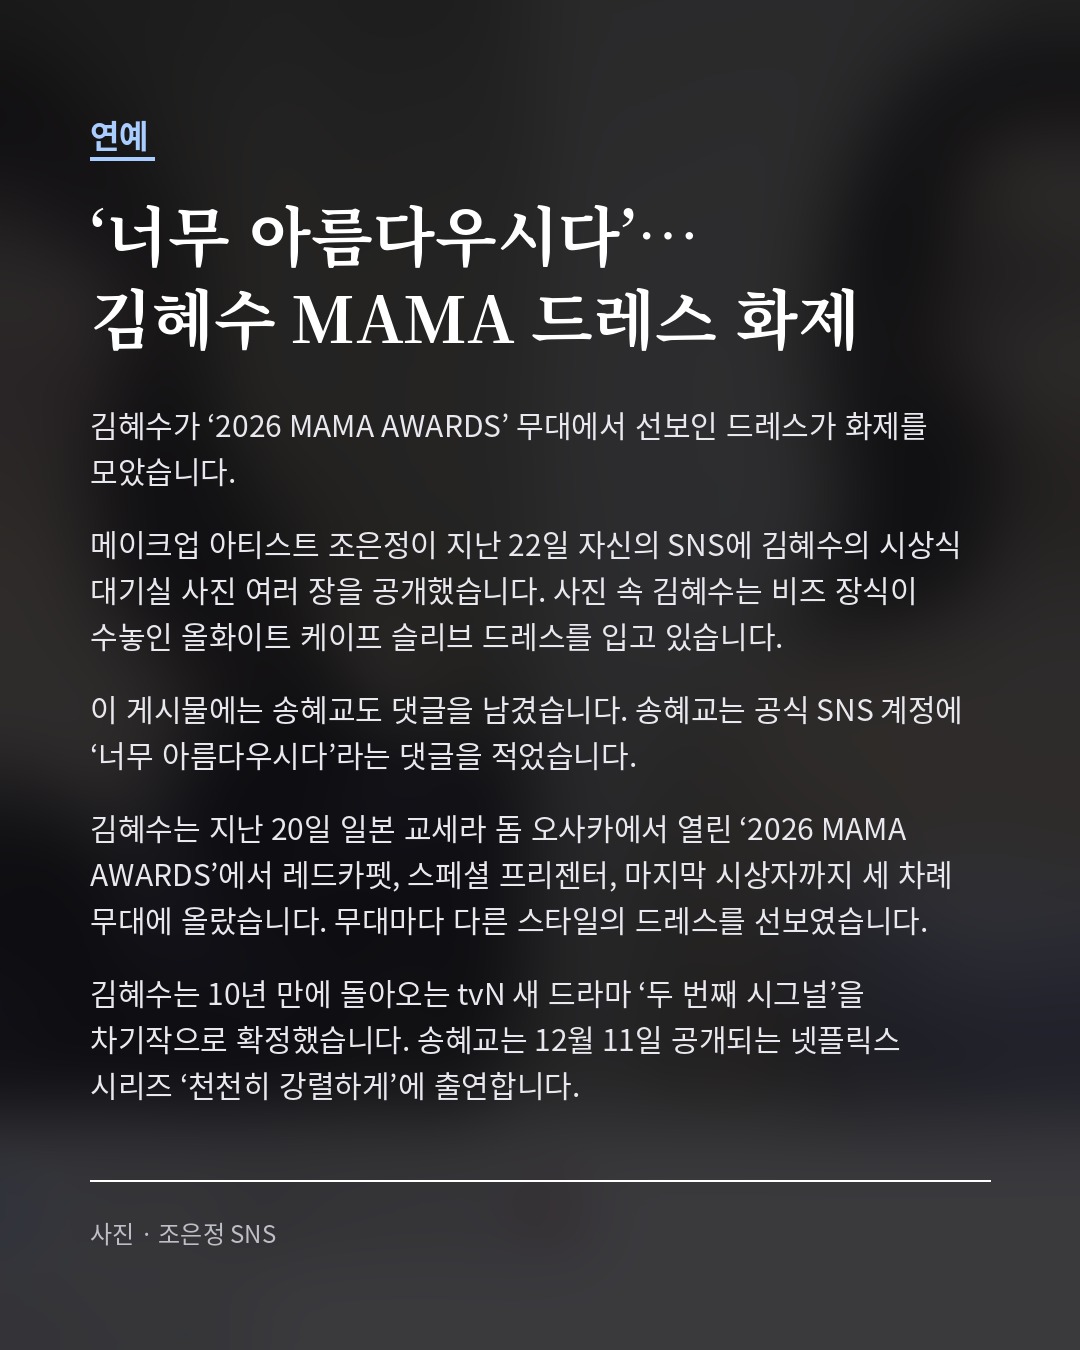 연예
‘너무 아름다우시다’…
김혜수 MAMA 드레스 화제
김혜수가 ‘2026 MAMA AWARDS’ 무대에서 선보인 드레스가 화제를
모았습니다.
메이크업 아티스트 조은정이 지난 22일 자신의 SNS에 김혜수의 시상식
대기실 사진 여러 장을 공개했습니다. 사진 속 김혜수는 비즈 장식이
수놓인 올화이트 케이프 슬리브 드레스를 입고 있습니다.
이 게시물에는 송혜교도 댓글을 남겼습니다. 송혜교는 공식 SNS 계정에
‘너무 아름다우시다’라는 댓글을 적었습니다.
김혜수는 지난 20일 일본 교세라 돔 오사카에서 열린 ‘2026 MAMA
AWARDS’에서 레드카펫, 스페셜 프리젠터, 마지막 시상자까지 세 차례
무대에 올랐습니다. 무대마다 다른 스타일의 드레스를 선보였습니다.
김혜수는 10년 만에 돌아오는 tvN 새 드라마 ‘두 번째 시그널’을
차기작으로 확정했습니다. 송혜교는 12월 11일 공개되는 넷플릭스
시리즈 ‘천천히 강렬하게’에 출연합니다.
사진 · 조은정 SNS